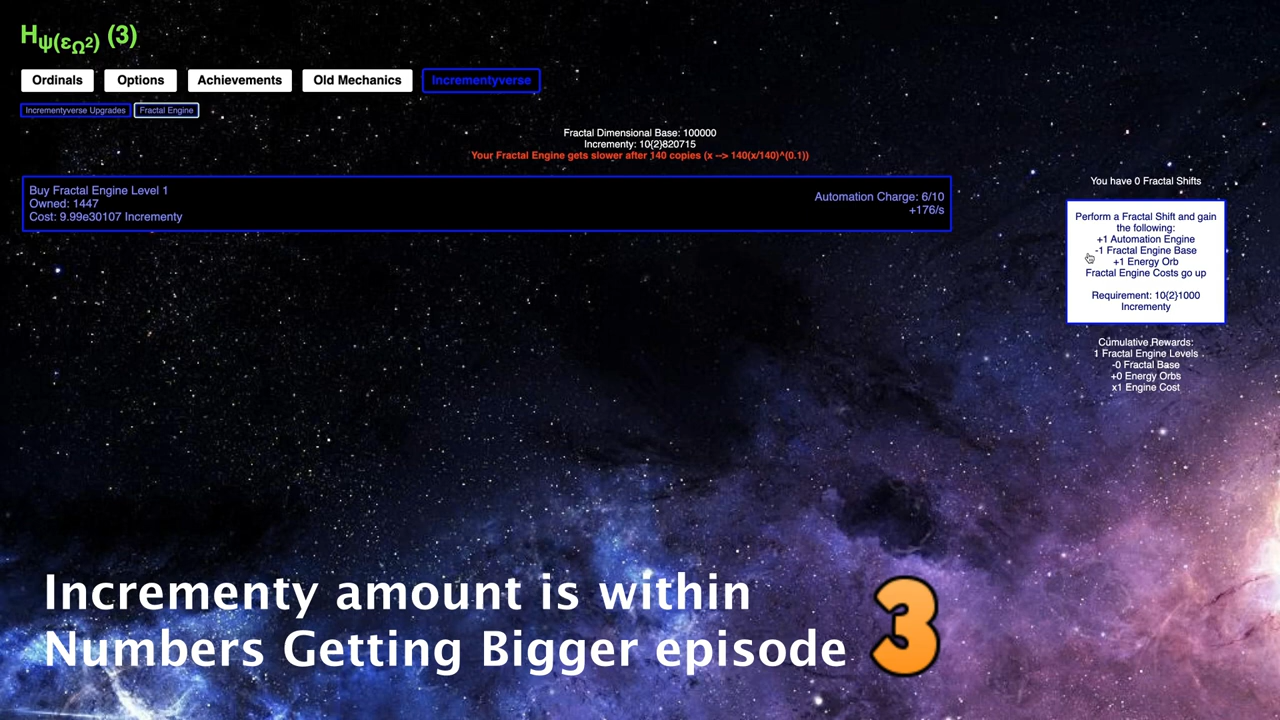 Hψ(εΩ²) (3)
Ordinals Options Achievements Old Mechanics Incrementyverse
Incrementyverse Upgrades Fractal Engine
Fractal Dimensional Base: 100000
Incrementy: 10{2}820715
Your Fractal Engine gets slower after 140 copies (x --> 140(x/140)^(0.1))
Buy Fractal Engine Level 1
Owned: 1447
Cost: 9.99e30107 Incrementy
Automation Charge: 6/10
+176/s
You have 0 Fractal Shifts
Perform a Fractal Shift and gain
the following:
+1 Automation Engine
-1 Fractal Engine Base
+1 Energy Orb
Fractal Engine Costs go up
Requirement: 10{2}1000
Incrementy
Cumulative Rewards:
1 Fractal Engine Levels
-0 Fractal Base
+0 Energy Orbs
x1 Engine Cost
Incrementy amount is within
Numbers Getting Bigger episode 3